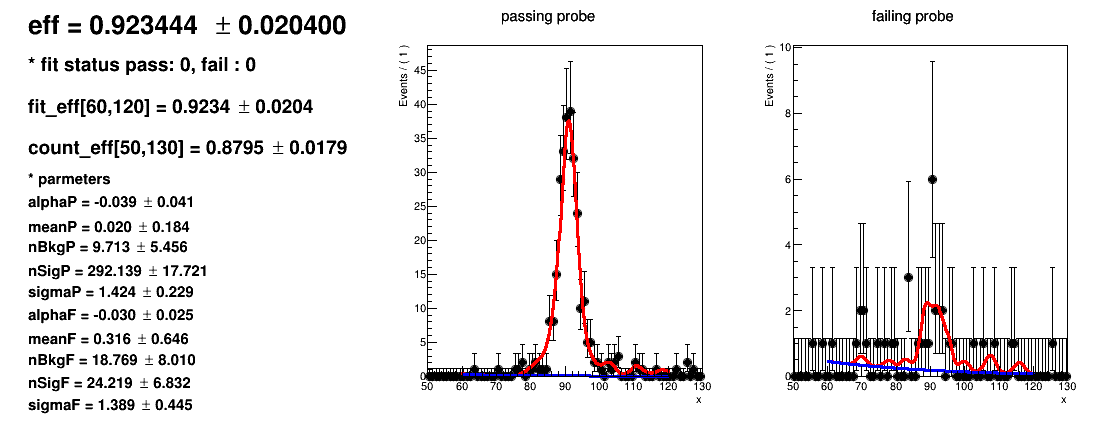 eff = 0.923444 ± 0.020400
* fit status pass: 0, fail : 0
fit_eff[60,120] = 0.9234 ± 0.0204
count_eff[50,130] = 0.8795 ± 0.0179
* parmeters
alphaP = -0.039 ± 0.041
meanP = 0.020 ± 0.184
nBkgP = 9.713 ± 5.456
nSigP = 292.139 ± 17.721
sigmaP = 1.424 ± 0.229
alphaF = -0.030 ± 0.025
meanF = 0.316 ± 0.646
nBkgF = 18.769 ± 8.010
nSigF = 24.219 ± 6.832
sigmaF = 1.389 ± 0.445
passing probe
Events / ( 1 )
45
40
35
30
25
20
15
10
5
0
50 60 70 80 90 100 110 120 130
x
failing probe
Events / ( 1 )
10
8
6
4
2
0
50 60 70 80 90 100 110 120 130
x